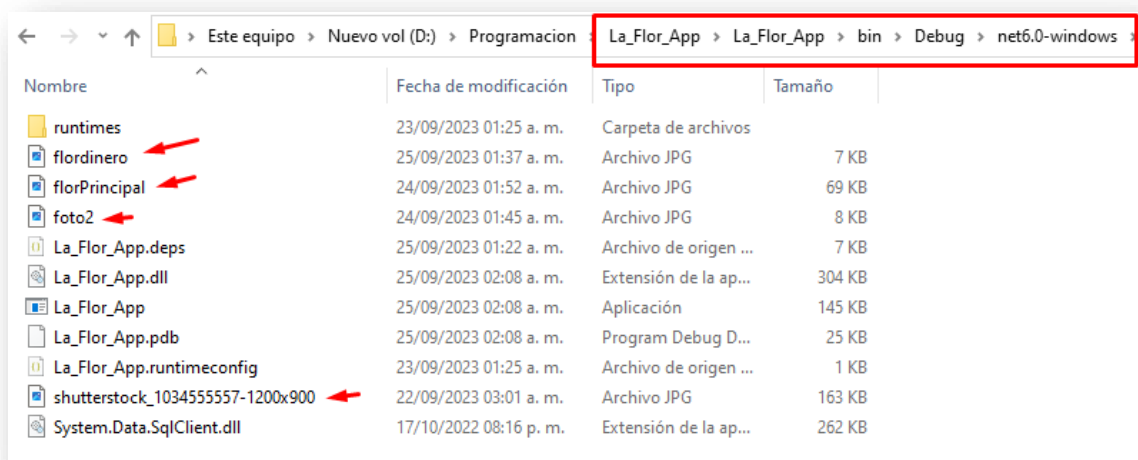 Este equipo > Nuevo vol (D:) > Programacion > La_Flor_App > La_Flor_App > bin > Debug > net6.0-windows >
Nombre Fecha de modificación Tipo Tamaño
runtimes 23/09/2023 01:25 a. m. Carpeta de archivos
flordinero 25/09/2023 01:37 a. m. Archivo JPG 7 KB
florPrincipal 24/09/2023 01:52 a. m. Archivo JPG 69 KB
foto2 24/09/2023 01:45 a. m. Archivo JPG 8 KB
La_Flor_App.deps 25/09/2023 01:22 a. m. Archivo de origen ... 7 KB
La_Flor_App.dll 25/09/2023 02:08 a. m. Extensión de la ap... 304 KB
La_Flor_App 25/09/2023 02:08 a. m. Aplicación 145 KB
La_Flor_App.pdb 25/09/2023 02:08 a. m. Program Debug D... 25 KB
La_Flor_App.runtimeconfig 23/09/2023 01:25 a. m. Archivo de origen ... 1 KB
shutterstock_1034555557-1200x900 22/09/2023 03:01 a. m. Archivo JPG 163 KB
System.Data.SqlClient.dll 17/10/2022 08:16 p. m. Extensión de la ap... 262 KB